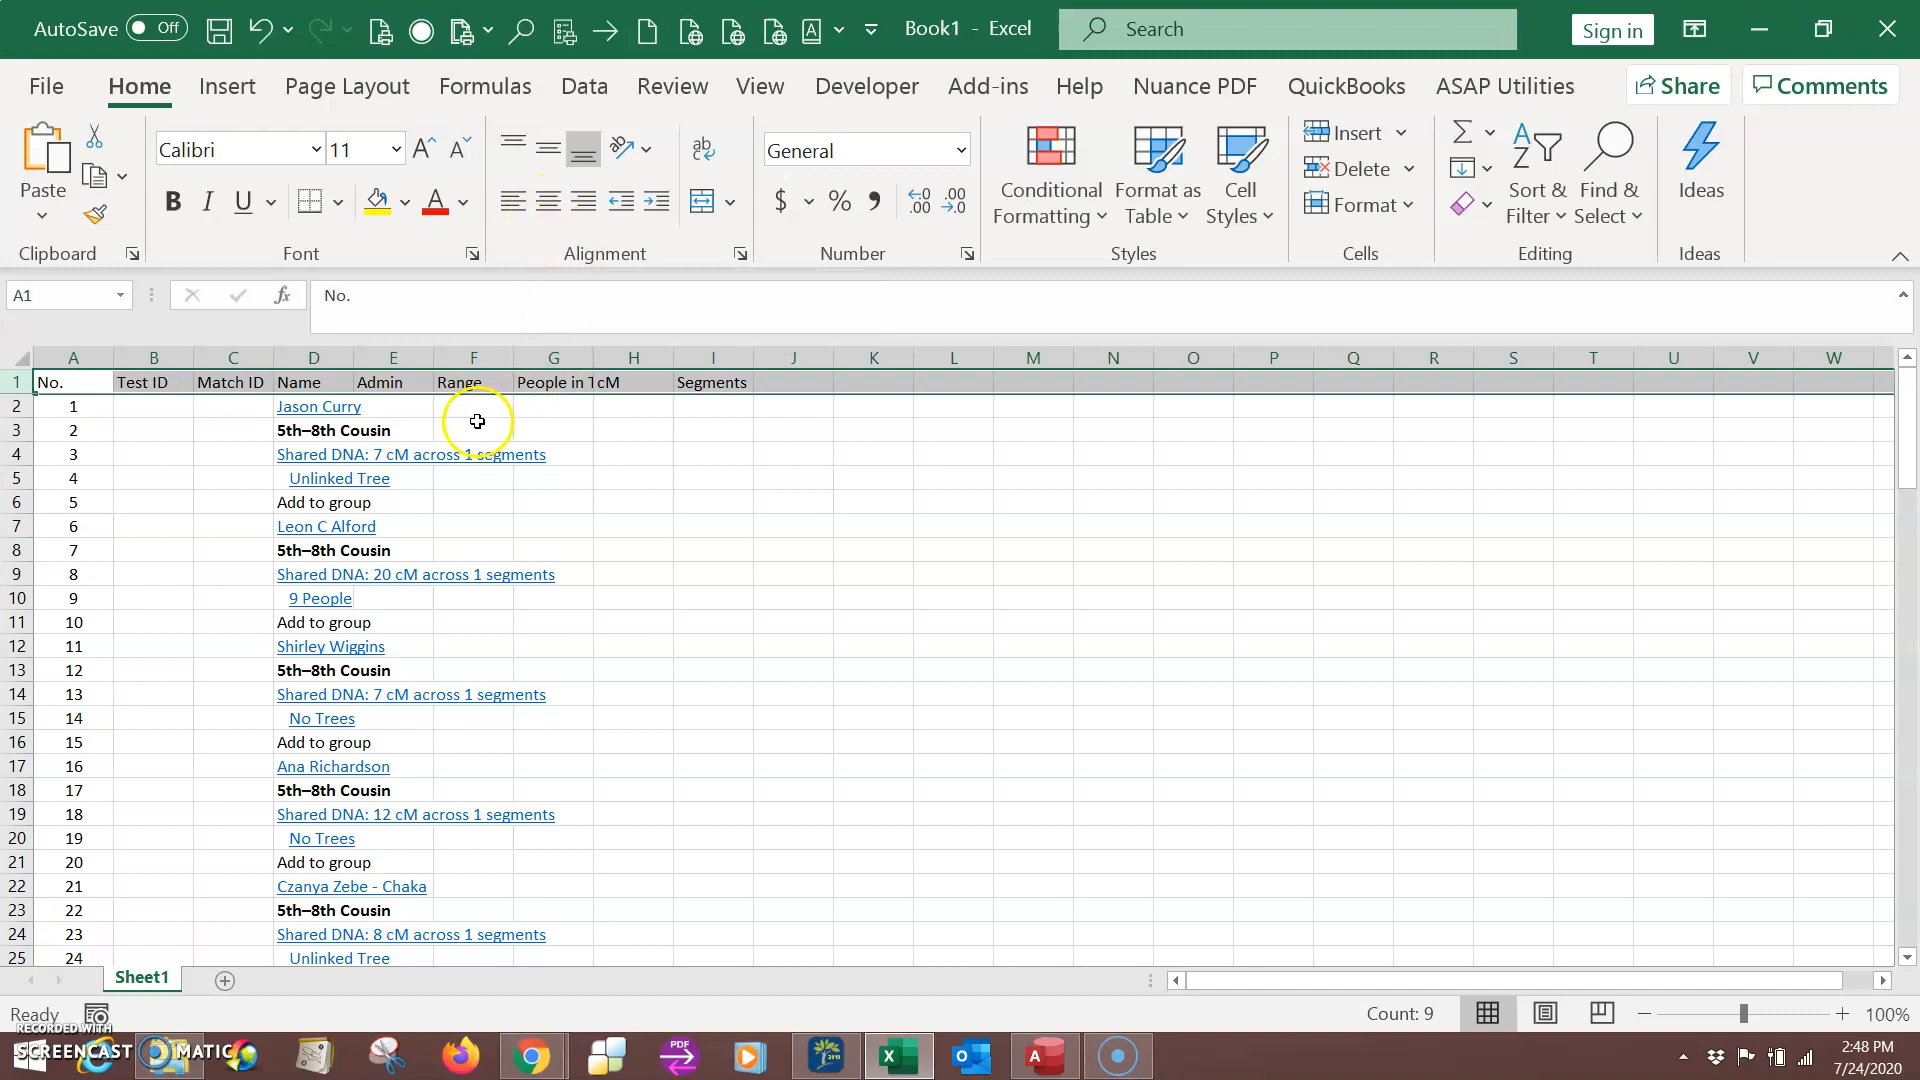 AutoSave Off Book1 - Excel Search Sign in
File Home Insert Page Layout Formulas Data Review View Developer Add-ins Help Nuance PDF QuickBooks ASAP Utilities Share Comments
Paste Calibri 11 General Conditional Formatting Format as Table Cell Styles Insert Delete Format Sort & Filter Find & Select Ideas
Clipboard Font Alignment Number Styles Cells Editing Ideas
A1 fx No.
A B C D E F G H I J K L M N O P Q R S T U V W
1 No. Test ID Match ID Name Admin Range People in T cM Segments
2 1 Jason Curry
3 2 5th–8th Cousin
4 3 Shared DNA: 7 cM across 1 segments
5 4 Unlinked Tree
6 5 Add to group
7 6 Leon C Alford
8 7 5th–8th Cousin
9 8 Shared DNA: 20 cM across 1 segments
10 9 9 People
11 10 Add to group
12 11 Shirley Wiggins
13 12 5th–8th Cousin
14 13 Shared DNA: 7 cM across 1 segments
15 14 No Trees
16 15 Add to group
17 16 Ana Richardson
18 17 5th–8th Cousin
19 18 Shared DNA: 12 cM across 1 segments
20 19 No Trees
21 20 Add to group
22 21 Czanya Zebe - Chaka
23 22 5th–8th Cousin
24 23 Shared DNA: 8 cM across 1 segments
25 24 Unlinked Tree
Sheet1
Ready Count: 9 100%
RECORDED WITH
SCREENCAST MATIC
PDF
2:48 PM
7/24/2020